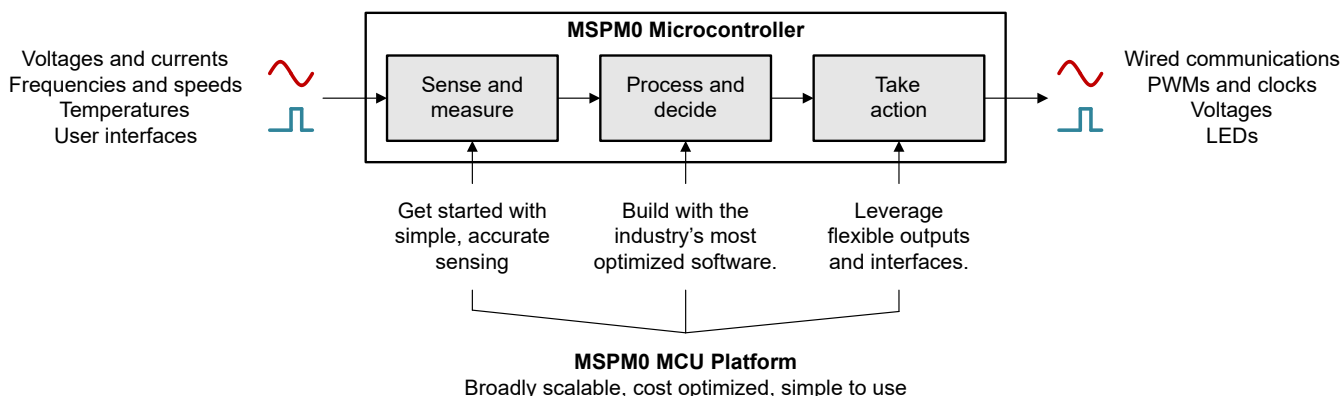 MSPM0 Microcontroller
Voltages and currents
Frequencies and speeds
Temperatures
User interfaces
Sense and
measure
Process and
decide
Take
action
Wired communications
PWMs and clocks
Voltages
LEDs
Get started with
simple, accurate
sensing
Build with the
industry’s most
optimized software.
Leverage
flexible outputs
and interfaces.
MSPM0 MCU Platform
Broadly scalable, cost optimized, simple to use